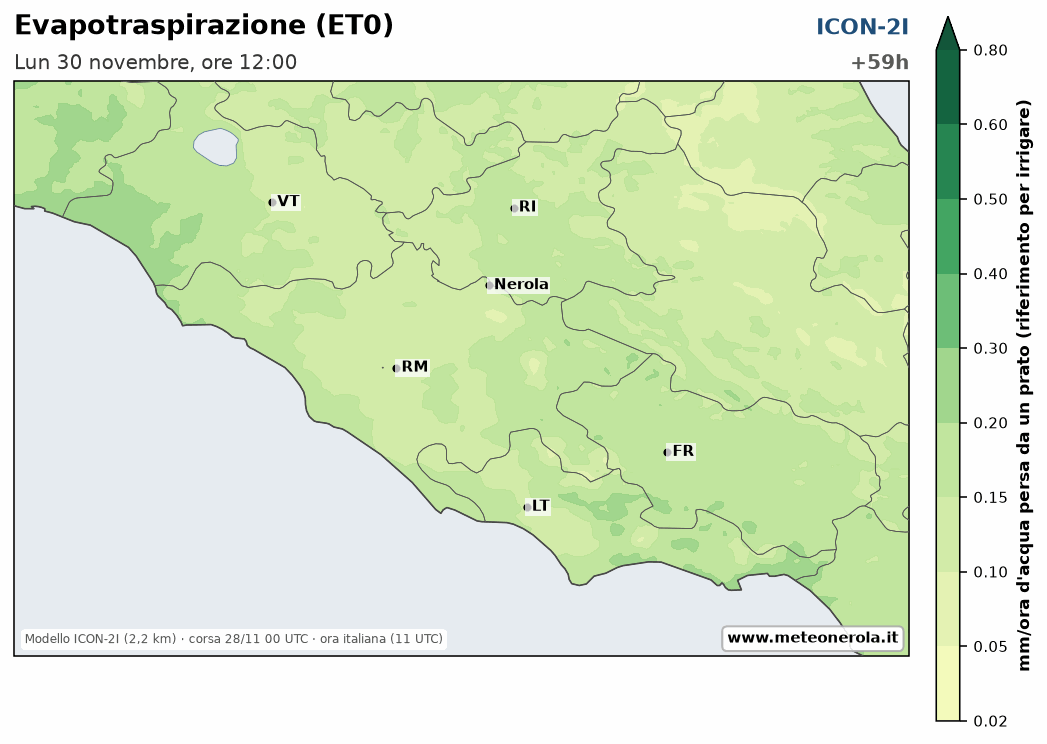 Evapotraspirazione (ET0)
ICON-2I
Lun 30 novembre, ore 12:00
+59h
VT
RI
Nerola
RM
FR
LT
Modello ICON-2I (2,2 km) · corsa 28/11 00 UTC · ora italiana (11 UTC)
www.meteonerola.it
0.80
0.60
0.50
0.40
0.30
0.20
0.15
0.10
0.05
0.02
mm/ora d'acqua persa da un prato (riferimento per irrigare)